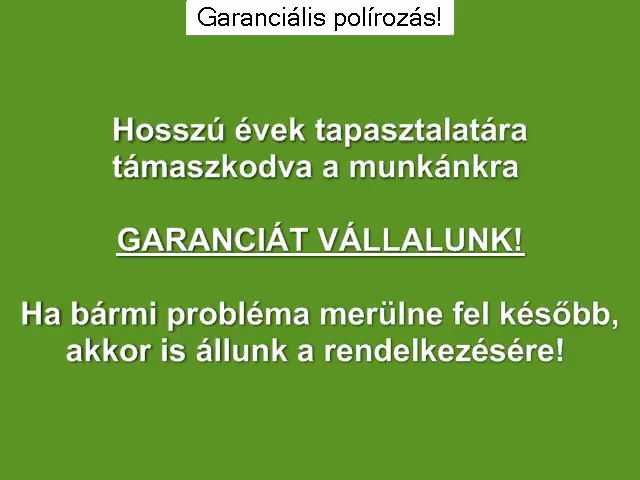 Garanciális polírozás!
Hosszú évek tapasztalatára
támaszkodva a munkánkra
GARANCIÁT VÁLLALUNK!
Ha bármi probléma merülne fel később,
akkor is állunk a rendelkezésére!